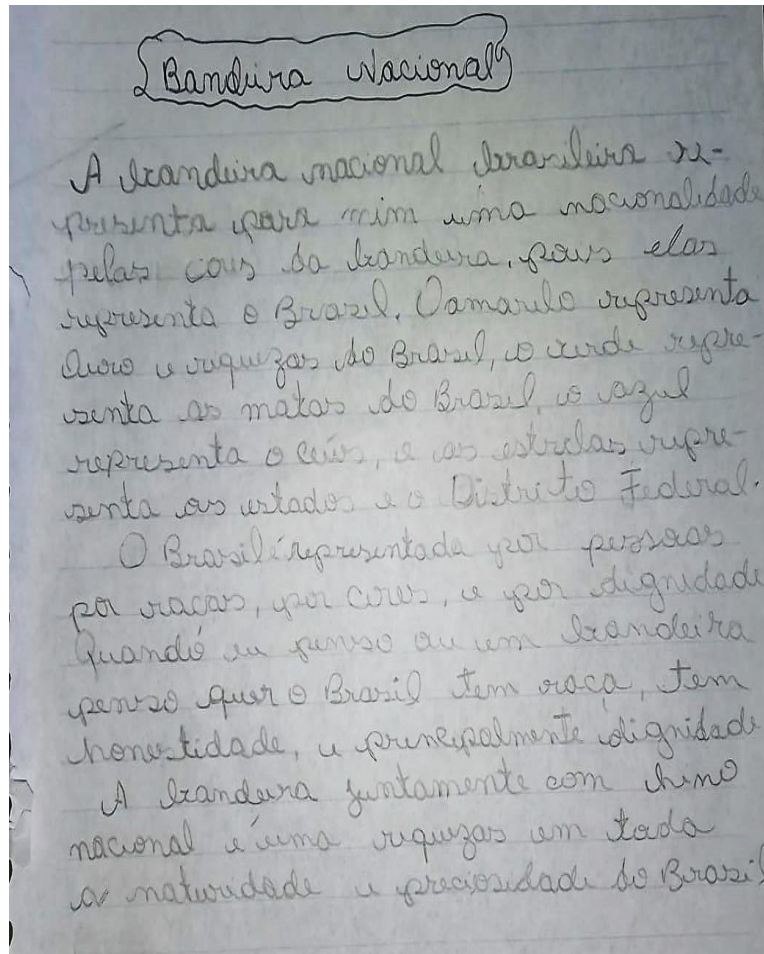 Bandeira Nacional
A bandeira nacional brasileira re-
presenta para mim uma nacionalidade
pelas cores da bandeira, pois elas
representa o Brasil. O amarelo representa
Ouro e riquezas do Brasil, o verde repre-
senta as matas do Brasil, o azul
representa o céus, e as estrelas repre-
senta os estados e o Distrito Federal.
O Brasil é representada por pessoas
por raças, por cores, e por dignidade
Quando eu penso ou em bandeira
penso quer o Brasil tem raça, tem
honestidade, e principalmente dignidade
A bandeira juntamente com hino
nacional é uma riquezas em toda
a naturidade e preciosidade do Brasil